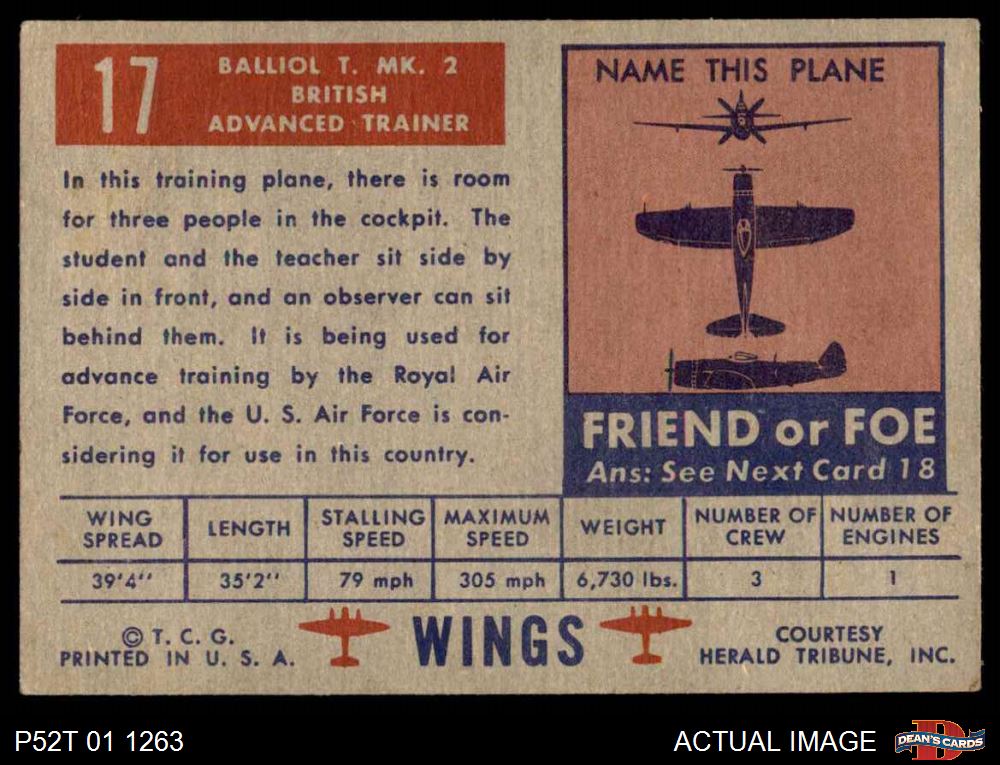 17
BALLIOL T. MK. 2
BRITISH
ADVANCED TRAINER
In this training plane, there is room
for three people in the cockpit. The
student and the teacher sit side by
side in front, and an observer can sit
behind them. It is being used for
advance training by the Royal Air
Force, and the U. S. Air Force is con-
sidering it for use in this country.
NAME THIS PLANE
FRIEND or FOE
Ans: See Next Card 18
WING SPREAD LENGTH STALLING SPEED MAXIMUM SPEED WEIGHT NUMBER OF CREW NUMBER OF ENGINES
39'4'' 35'2'' 79 mph 305 mph 6,730 lbs. 3 1
© T. C. G.
PRINTED IN U. S. A.
WINGS
COURTESY
HERALD TRIBUNE, INC.
P52T 01 1263
ACTUAL IMAGE
DEAN'S CARDS